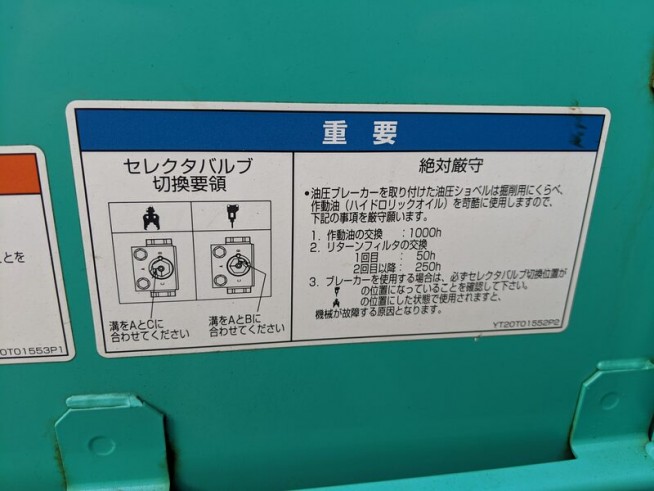 重要
セレクタバルブ
切換要領
溝をAとCに
合わせてください
溝をAとBに
合わせてください
絶対厳守
•油圧ブレーカーを取り付けた油圧ショベルは掘削用にくらべ、
作動油(ハイドロリックオイル)を苛酷に使用しますので、
下記の事項を厳守願います。
1. 作動油の交換 :1000h
2. リターンフィルタの交換
1回目 : 50h
2回目以降: 250h
3. ブレーカーを使用する場合は、必ずセレクタバルブ切換位置が
の位置になっていることを確認して下さい。
の位置にした状態で使用されますと、
機械が故障する原因となります。
YT20T01552P2
とを
0T01553P1